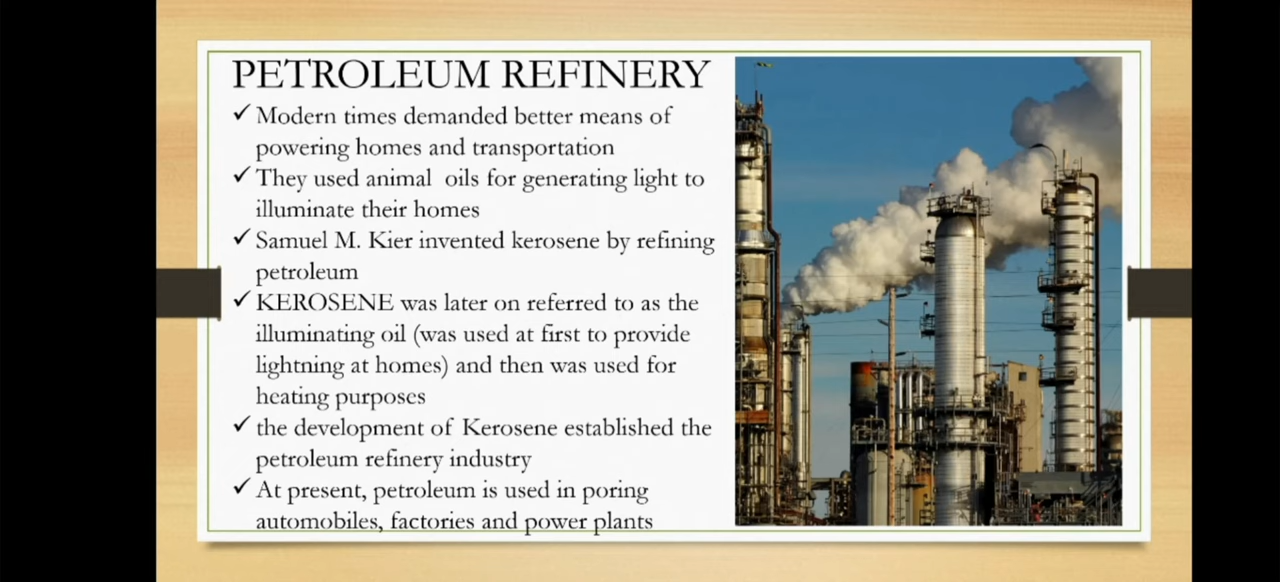 PETROLEUM REFINERY
✓ Modern times demanded better means of
powering homes and transportation
✓ They used animal oils for generating light to
illuminate their homes
✓ Samuel M. Kier invented kerosene by refining
petroleum
✓ KEROSENE was later on referred to as the
illuminating oil (was used at first to provide
lightning at homes) and then was used for
heating purposes
✓ the development of Kerosene established the
petroleum refinery industry
✓ At present, petroleum is used in poring
automobiles, factories and power plants